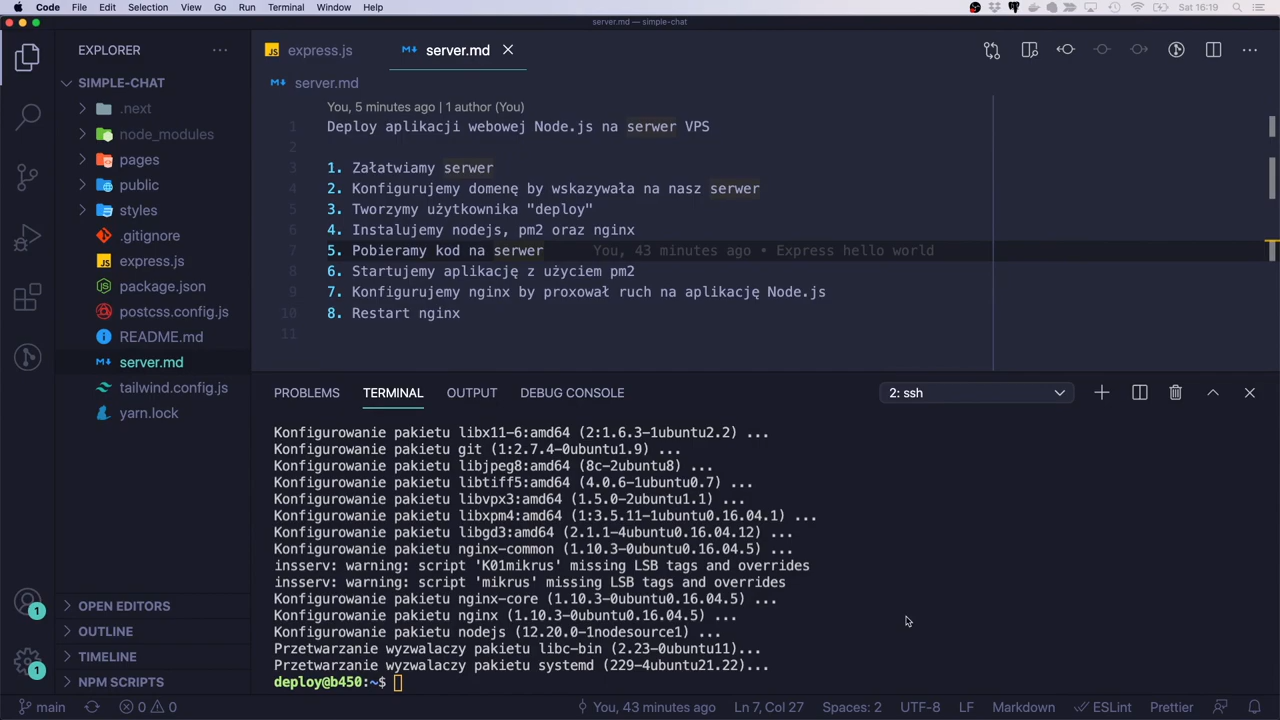 Code File Edit Selection View Go Run Terminal Window Help
Sat 16:19
server.md — simple-chat
EXPLORER
express.js
server.md
SIMPLE-CHAT
.next
node_modules
pages
public
styles
.gitignore
express.js
package.json
postcss.config.js
README.md
server.md
tailwind.config.js
yarn.lock
OPEN EDITORS
OUTLINE
TIMELINE
NPM SCRIPTS
1
1
server.md
You, 5 minutes ago | 1 author (You)
1 Deploy aplikacji webowej Node.js na serwer VPS
2
3 1. Załatwiamy serwer
4 2. Konfigurujemy domenę by wskazywała na nasz serwer
5 3. Tworzymy użytkownika "deploy"
6 4. Instalujemy nodejs, pm2 oraz nginx
7 5. Pobieramy kod na serwer You, 43 minutes ago • Express hello world
8 6. Startujemy aplikację z użyciem pm2
9 7. Konfigurujemy nginx by proxował ruch na aplikację Node.js
10 8. Restart nginx
11
PROBLEMS TERMINAL OUTPUT DEBUG CONSOLE 2: ssh
Konfigurowanie pakietu libx11-6:amd64 (2:1.6.3-1ubuntu2.2) ...
Konfigurowanie pakietu git (1:2.7.4-0ubuntu1.9) ...
Konfigurowanie pakietu libjpeg8:amd64 (8c-2ubuntu8) ...
Konfigurowanie pakietu libtiff5:amd64 (4.0.6-1ubuntu0.7) ...
Konfigurowanie pakietu libvpx3:amd64 (1.5.0-2ubuntu1.1) ...
Konfigurowanie pakietu libxpm4:amd64 (1:3.5.11-1ubuntu0.16.04.1) ...
Konfigurowanie pakietu libgd3:amd64 (2.1.1-4ubuntu0.16.04.12) ...
Konfigurowanie pakietu nginx-common (1.10.3-0ubuntu0.16.04.5) ...
insserv: warning: script 'K01mikrus' missing LSB tags and overrides
insserv: warning: script 'mikrus' missing LSB tags and overrides
Konfigurowanie pakietu nginx-core (1.10.3-0ubuntu0.16.04.5) ...
Konfigurowanie pakietu nginx (1.10.3-0ubuntu0.16.04.5) ...
Konfigurowanie pakietu nodejs (12.20.0-1nodesource1) ...
Przetwarzanie wyzwalaczy pakietu libc-bin (2.23-0ubuntu11)...
Przetwarzanie wyzwalaczy pakietu systemd (229-4ubuntu21.22)...
deploy@b450:~$
main 0 0 You, 43 minutes ago Ln 7, Col 27 Spaces: 2 UTF-8 LF Markdown ESLint Prettier